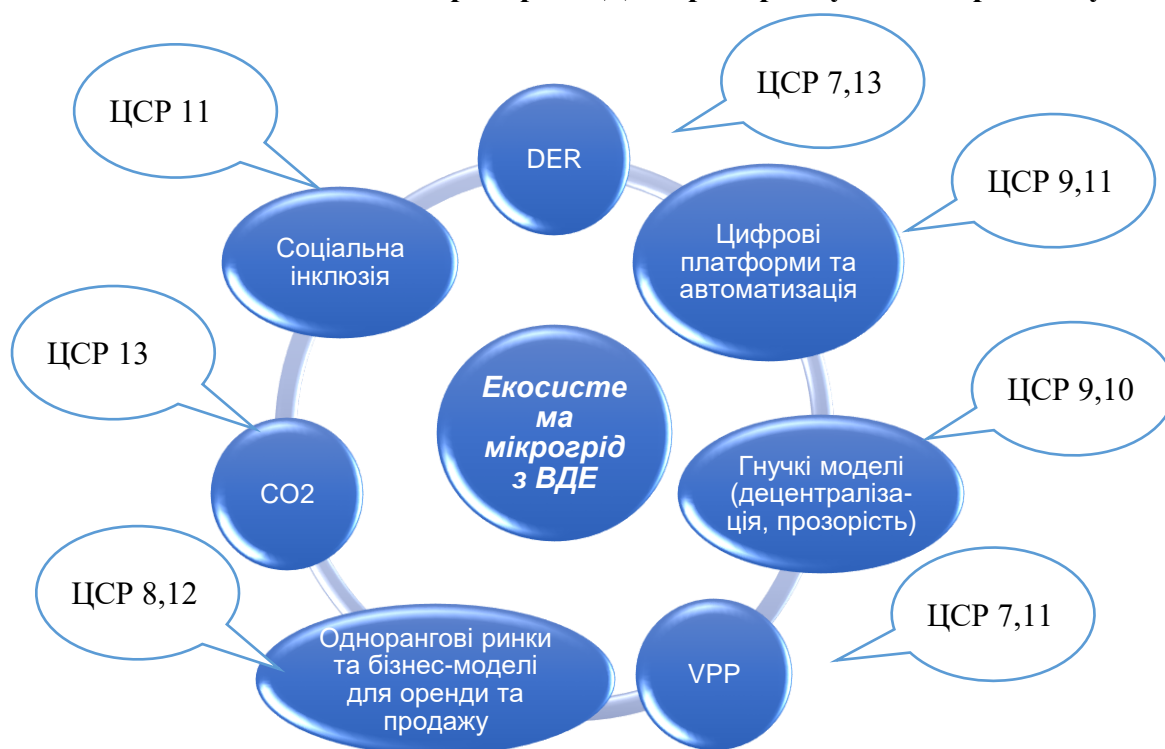 ЦСР 7,13
ЦСР 11
DER
ЦСР 9,11
Цифрові
платформи та
автоматизація
Соціальна
інклюзія
ЦСР 13
Екосисте
ма
мікрогрід
з ВДЕ
ЦСР 9,10
Гнучкі моделі
(децентраліза-
ція, прозорість)
CO2
ЦСР 8,12
ЦСР 7,11
Однорангові ринки
та бізнес-моделі
для оренди та
продажу
VPP